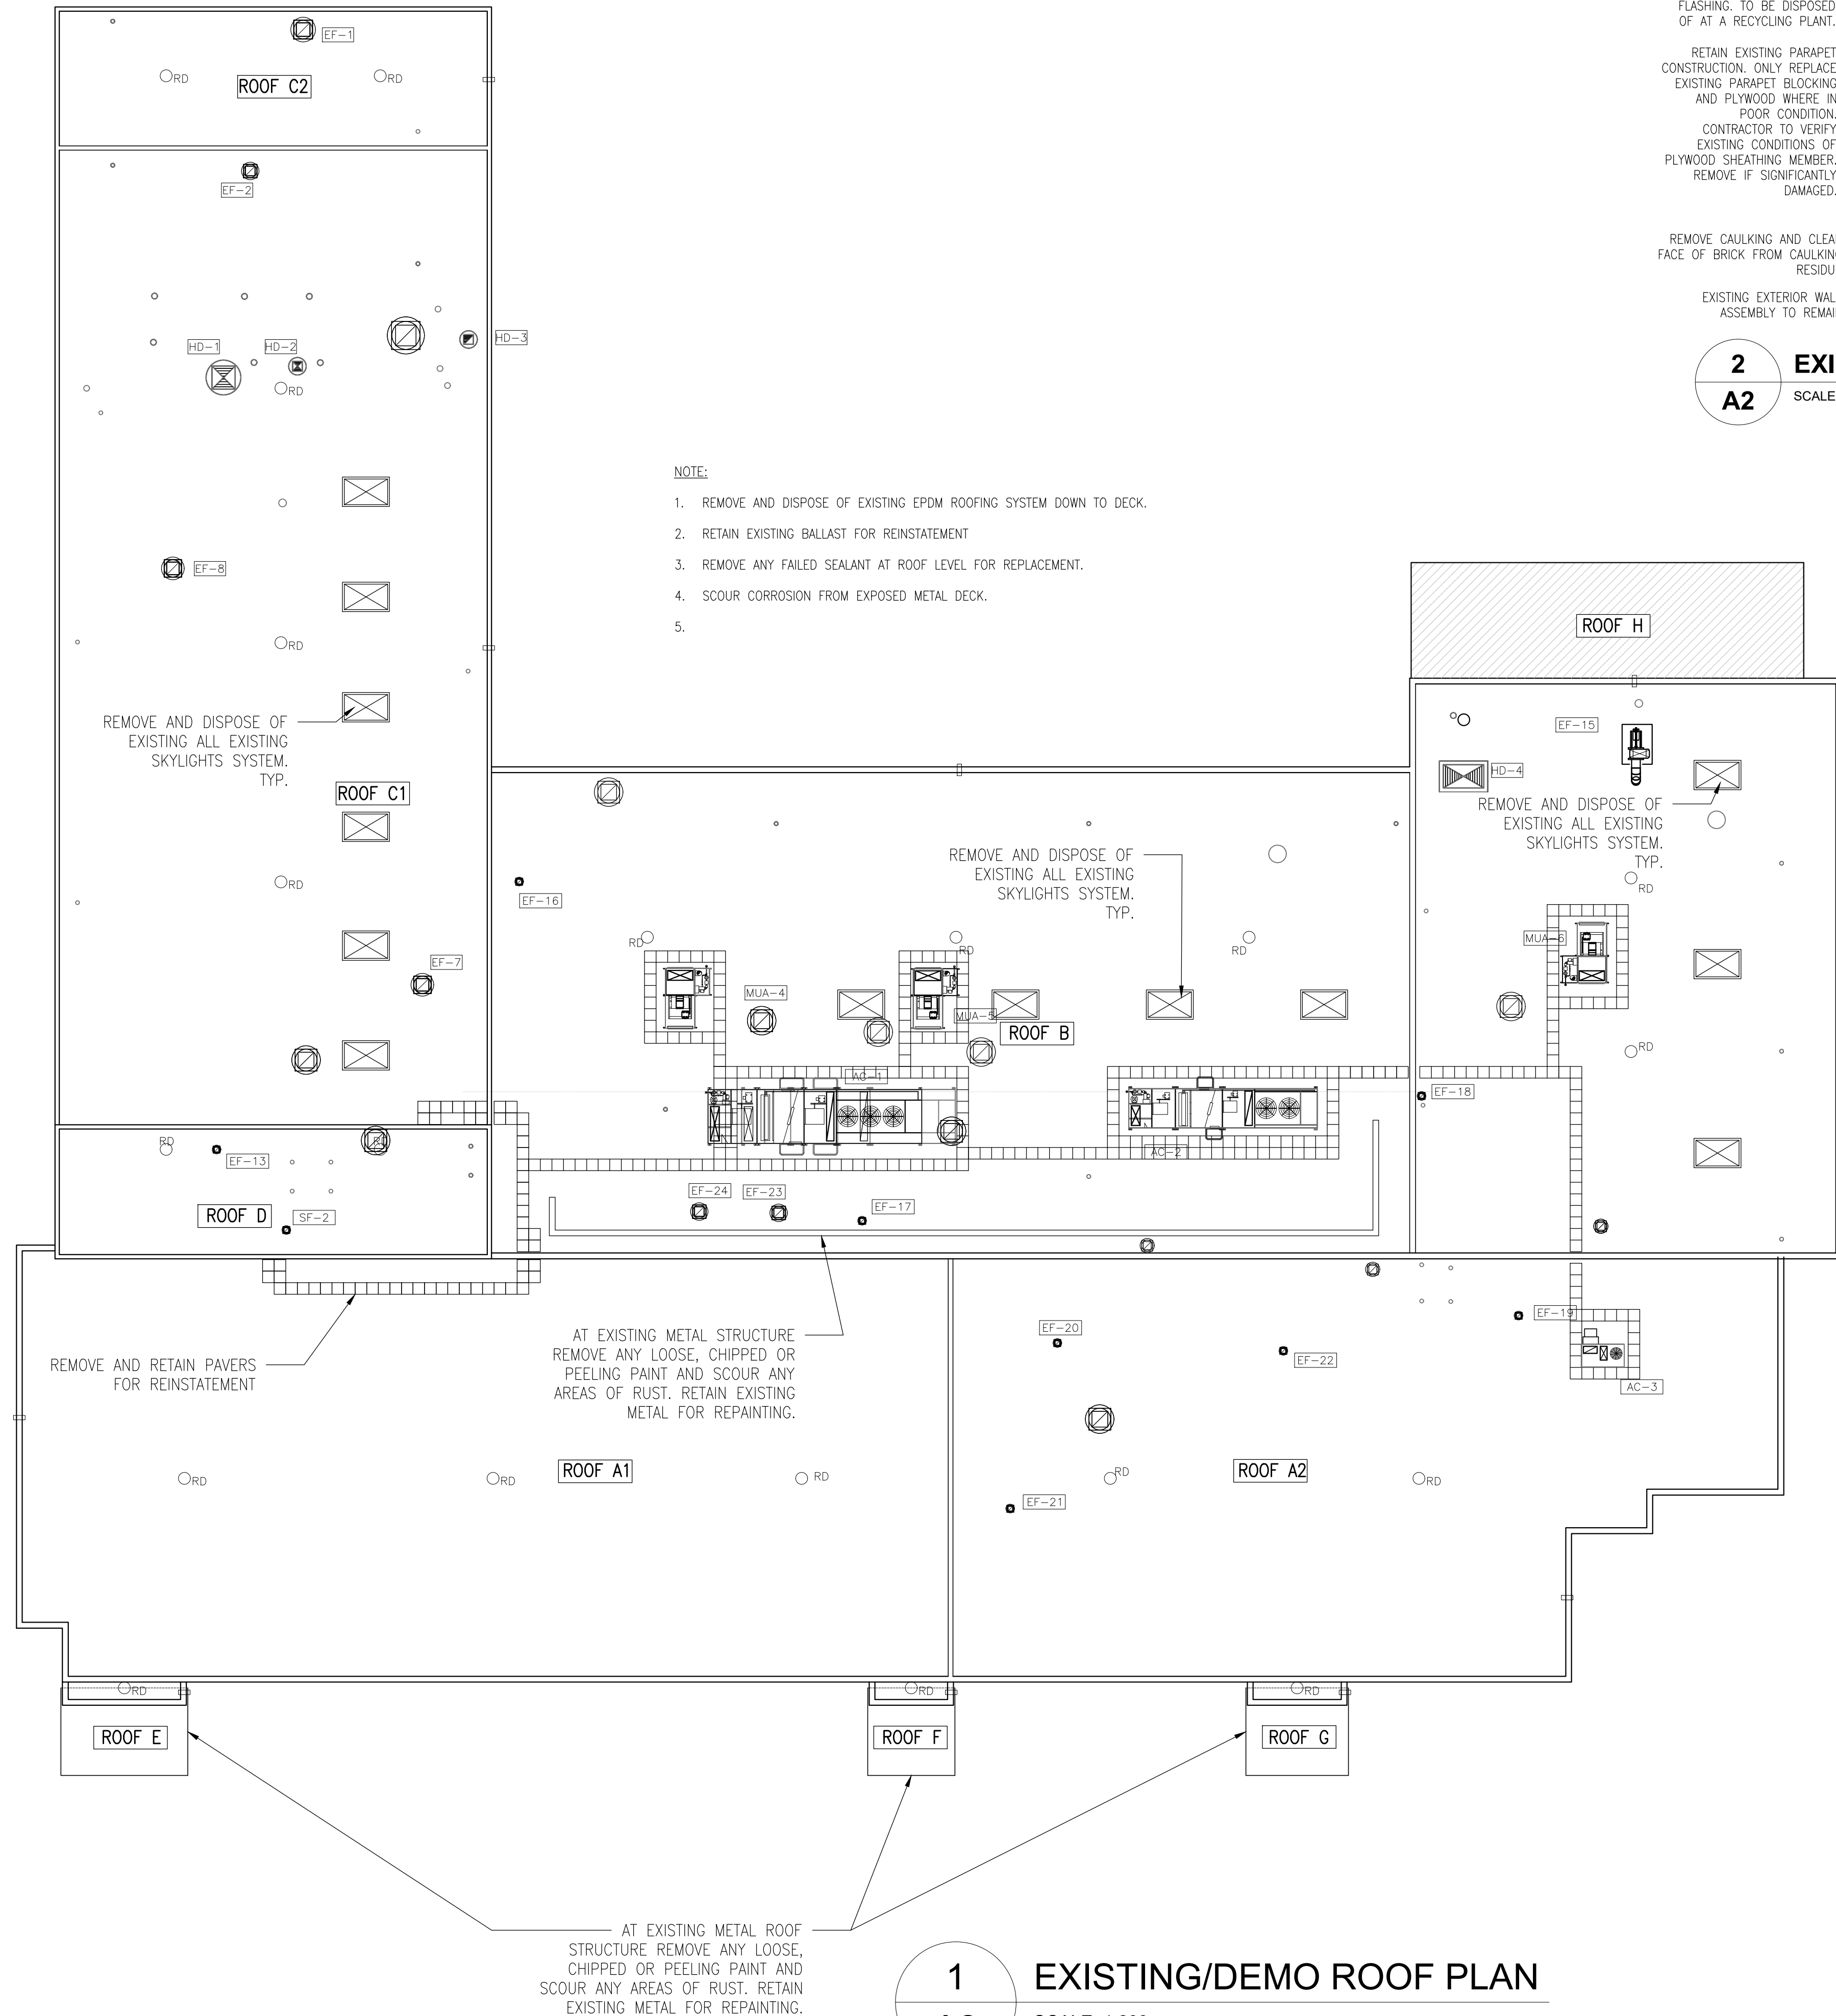 FLASHING. TO BE DISPOSED
OF AT A RECYCLING PLANT.
RETAIN EXISTING PARAPET
CONSTRUCTION. ONLY REPLACE
EXISTING PARAPET BLOCKING
AND PLYWOOD WHERE IN
POOR CONDITION.
CONTRACTOR TO VERIFY
EXISTING CONDITIONS OF
PLYWOOD SHEATHING MEMBER.
REMOVE IF SIGNIFICANTLY
DAMAGED.
REMOVE CAULKING AND
FACE OF BRICK FROM
EXISTING EXTERIOR
ASSEMBLY TO
2
A2
SCALE
EF-1
RD
RD
ROOF C2
EF-2
HD-1
HD-2
HD-3
RD
NOTE:
1. REMOVE AND DISPOSE OF EXISTING EPDM ROOFING SYSTEM DOWN TO DECK.
2. RETAIN EXISTING BALLAST FOR REINSTATEMENT
3. REMOVE ANY FAILED SEALANT AT ROOF LEVEL FOR REPLACEMENT.
4. SCOUR CORROSION FROM EXPOSED METAL DECK.
5.
EF-8
RD
REMOVE AND DISPOSE OF
EXISTING ALL EXISTING
SKYLIGHTS SYSTEM.
TYP.
ROOF C1
RD
EF-7
ROOF H
EF-15
HD-4
REMOVE AND DISPOSE OF
EXISTING ALL EXISTING
SKYLIGHTS SYSTEM.
TYP.
RD
MUA-6
RD
EF-18
REMOVE AND DISPOSE OF
EXISTING ALL EXISTING
SKYLIGHTS SYSTEM.
TYP.
EF-16
RD
RD
RD
MUA-4
MUA-5
ROOF B
AC-1
AC-2
EF-24
EF-23
EF-17
RD
RD
EF-13
ROOF D
SF-2
REMOVE AND RETAIN PAVERS
FOR REINSTATEMENT
AT EXISTING METAL STRUCTURE
REMOVE ANY LOOSE, CHIPPED OR
PEELING PAINT AND SCOUR ANY
AREAS OF RUST. RETAIN EXISTING
METAL FOR REPAINTING.
EF-20
EF-22
EF-19
AC-3
RD
RD
ROOF A1
RD
RD
ROOF A2
RD
EF-21
RD
RD
RD
ROOF E
ROOF F
ROOF G
AT EXISTING METAL ROOF
STRUCTURE REMOVE ANY LOOSE,
CHIPPED OR PEELING PAINT AND
SCOUR ANY AREAS OF RUST. RETAIN
EXISTING METAL FOR REPAINTING.
1
EXISTING/DEMO ROOF PLAN